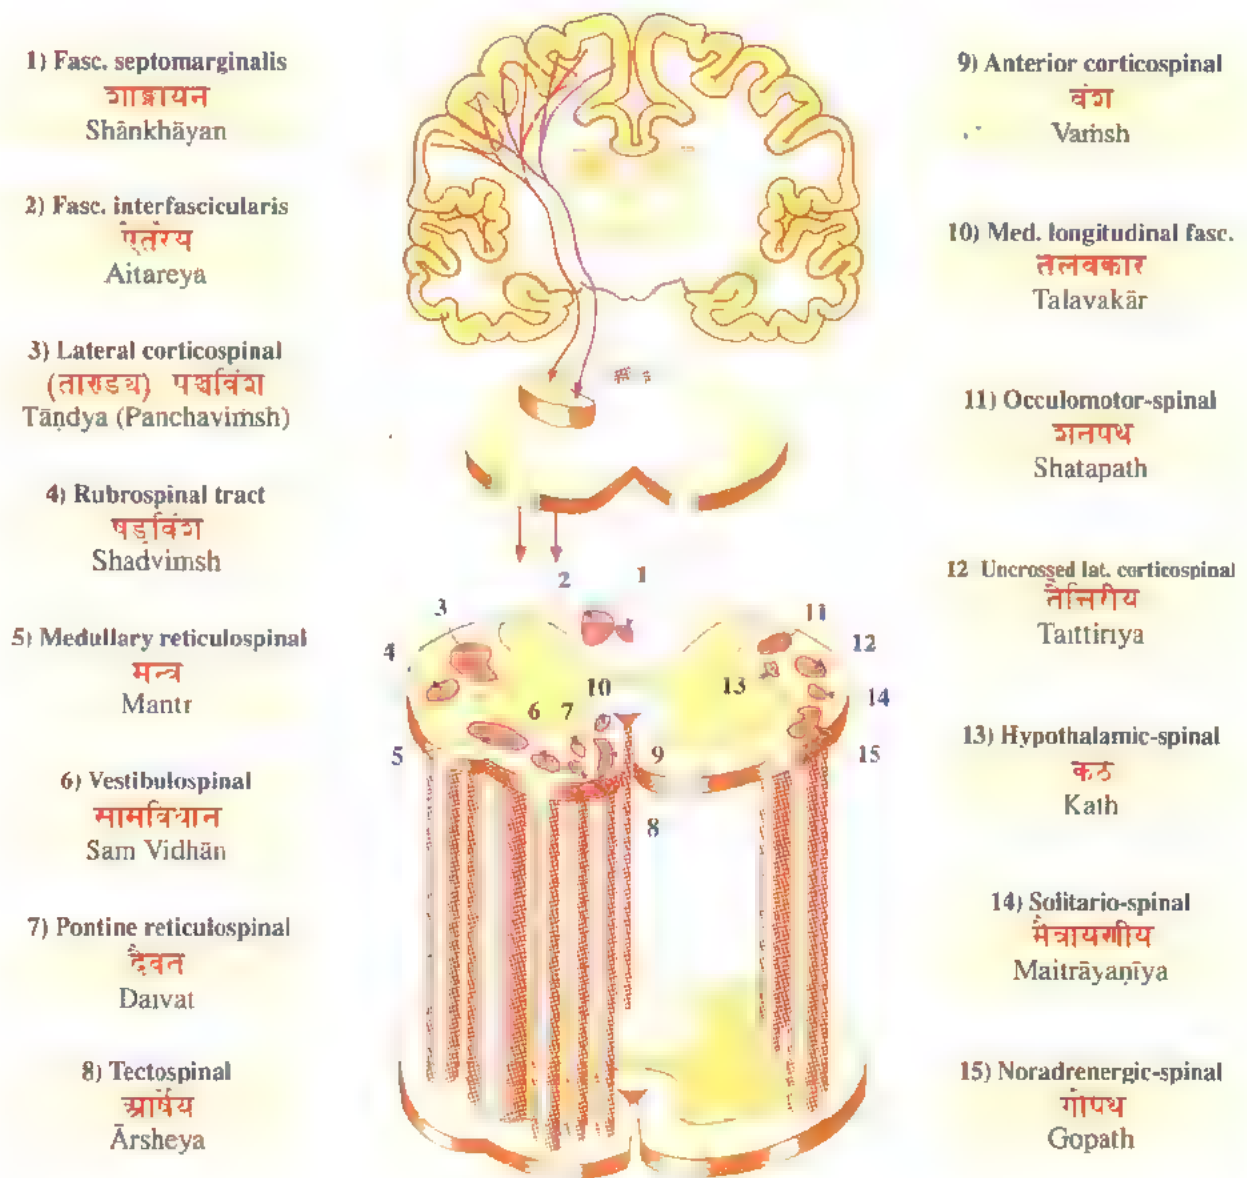 1) Fasc. septomarginalis
शाङ्खायन
Shānkhāyan
2) Fasc. interfascicularis
ऐतरेय
Aitareya
3) Lateral corticospinal
(ताण्डय) पञ्चविंश
Tāṇdya (Panchaviṁsh)
4) Rubrospinal tract
षड्विंश
Shadvimsh
5) Medullary reticulospinal
मन्त्र
Mantr
6) Vestibulospinal
सामविधान
Sam Vidhān
7) Pontine reticulospinal
दैवत
Daivat
8) Tectospinal
आर्षेय
Ārsheya
2
1
3
4
5
6
7
10
9
8
11
12
13
14
15
9) Anterior corticospinal
वंश
Vaṁsh
10) Med. longitudinal fasc.
तलवकार
Talavakār
11) Occulomotor-spinal
शतपथ
Shatapath
12 Uncrossed lat. corticospinal
तैत्तिरीय
Taittiriya
13) Hypothalamic-spinal
कठ
Kath
14) Solitario-spinal
मैत्रायणीय
Maitrāyaṇīya
15) Noradrenergic-spinal
गोपथ
Gopath